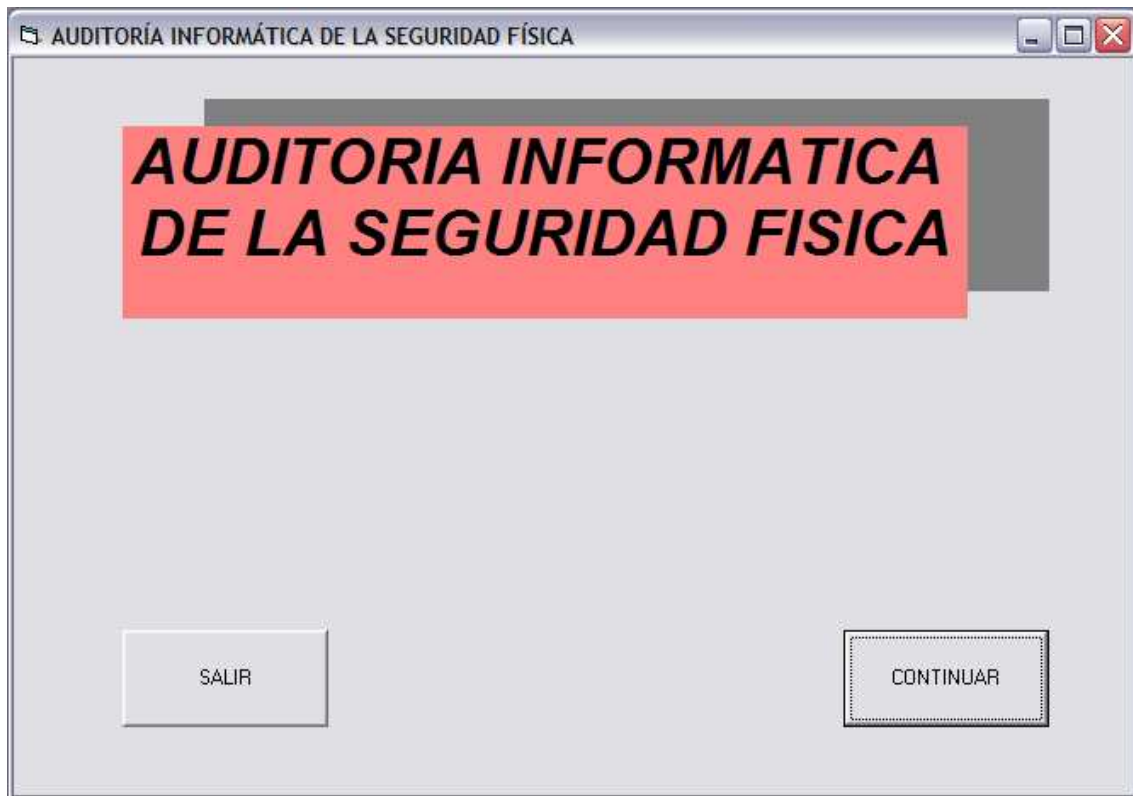 AUDITORÍA INFORMÁTICA DE LA SEGURIDAD FÍSICA
AUDITORIA INFORMATICA
DE LA SEGURIDAD FISICA
SALIR
CONTINUAR